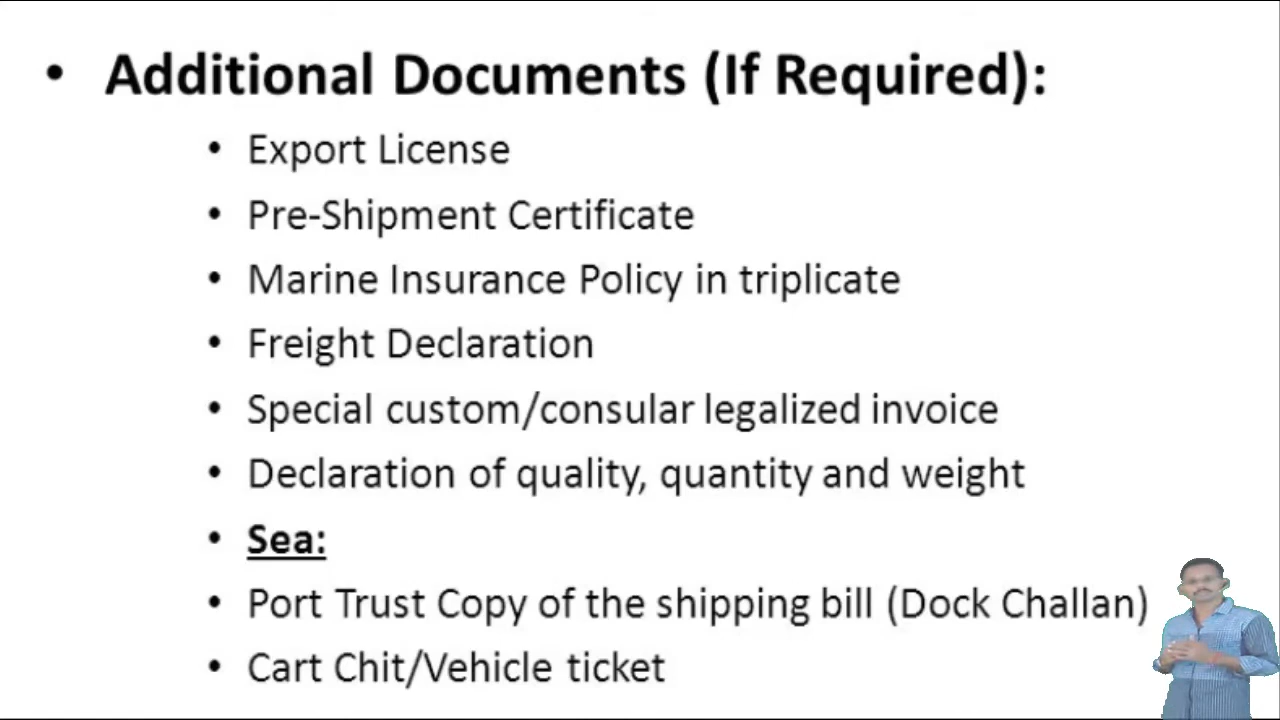 • Additional Documents (If Required):
• Export License
• Pre-Shipment Certificate
• Marine Insurance Policy in triplicate
• Freight Declaration
• Special custom/consular legalized invoice
• Declaration of quality, quantity and weight
• Sea:
• Port Trust Copy of the shipping bill (Dock Challan)
• Cart Chit/Vehicle ticket